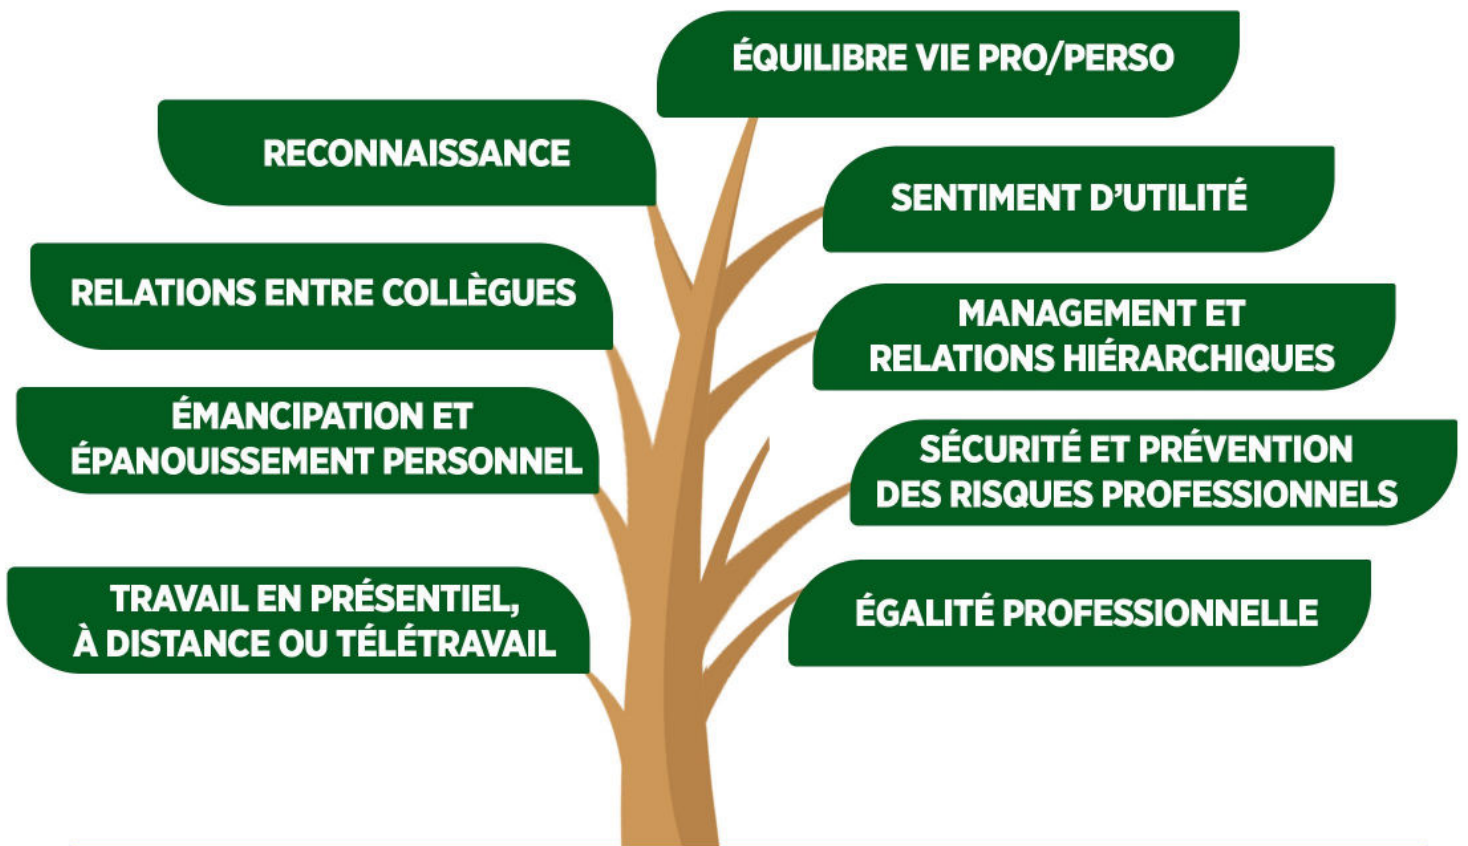 ÉQUILIBRE VIE PRO/PERSO
RECONNAISSANCE
SENTIMENT D’UTILITÉ
RELATIONS ENTRE COLLÈGUES
MANAGEMENT ET
RELATIONS HIÉRARCHIQUES
ÉMANCIPATION ET
ÉPANOUISSEMENT PERSONNEL
SÉCURITÉ ET PRÉVENTION
DES RISQUES PROFESSIONNELS
TRAVAIL EN PRÉSENTIEL,
À DISTANCE OU TÉLÉTRAVAIL
ÉGALITÉ PROFESSIONNELLE